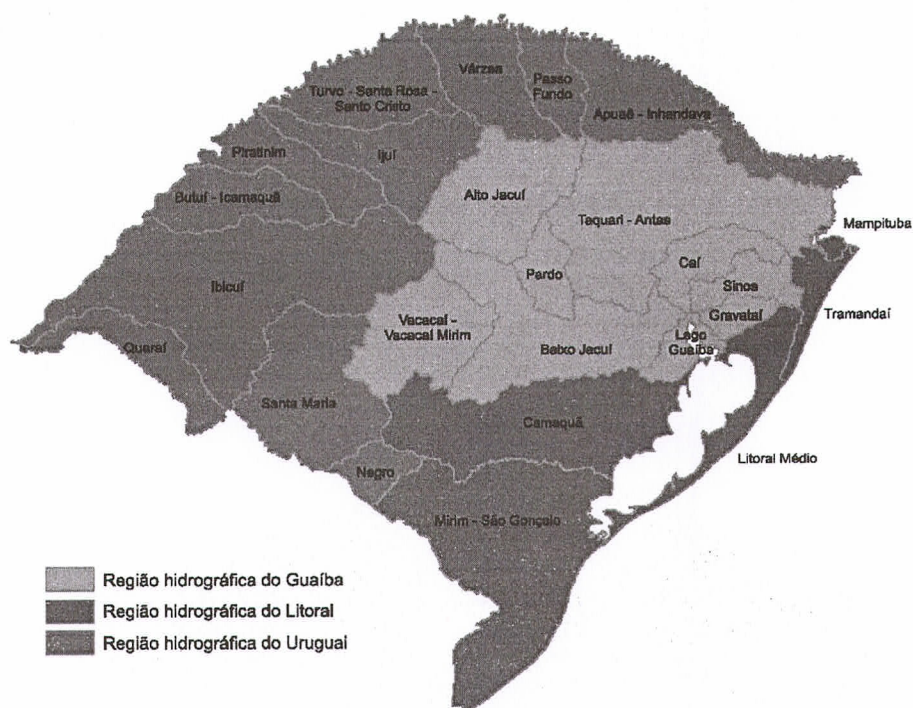 Várzea
Passo
Fundo
Turvo - Santa Rosa -
Santo Cristo
Apuaê - Inhandava
Ijuí
Piratinim
Butuí - Icamaquã
Alto Jacuí
Taquari - Antas
Mampituba
Ibicuí
Pardo
Caí
Sinos
Gravataí
Tramandaí
Vacacaí -
Vacacaí Mirim
Lago
Guaíba
Baixo Jacuí
Quaraí
Santa Maria
Camaquã
Litoral Médio
Negro
Mirim - São Gonçalo
Região hidrográfica do Guaíba
Região hidrográfica do Litoral
Região hidrográfica do Uruguai